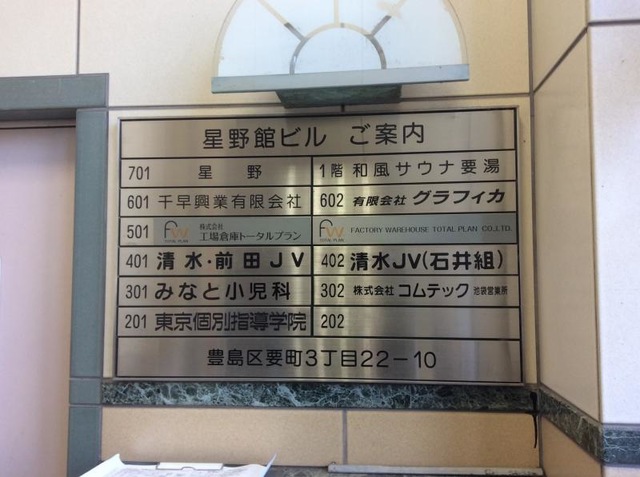 星野館ビル ご案内
701 星野
1階 和風サウナ要湯
601 千早興業有限会社
602 有限会社 グラフィカ
501 FW TOTAL PLAN 株式会社 工場倉庫トータルプラン
FW TOTAL PLAN FACTORY WAREHOUSE TOTAL PLAN CO.LTD.
401 清水・前田JV
402 清水JV(石井組)
301 みなと小児科
302 株式会社 コムテック 池袋営業所
201 東京個別指導学院
202
豊島区要町3丁目22-10